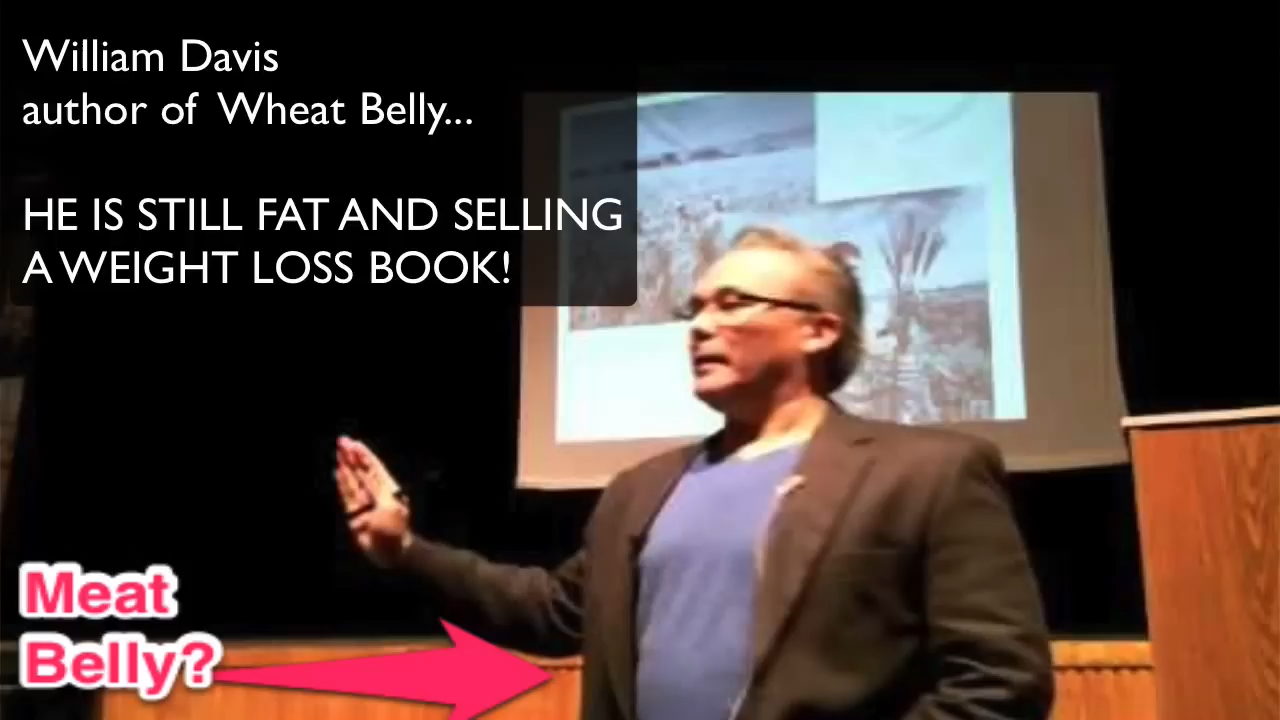 William Davis
author of Wheat Belly...
HE IS STILL FAT AND SELLING
A WEIGHT LOSS BOOK!
Meat
Belly?